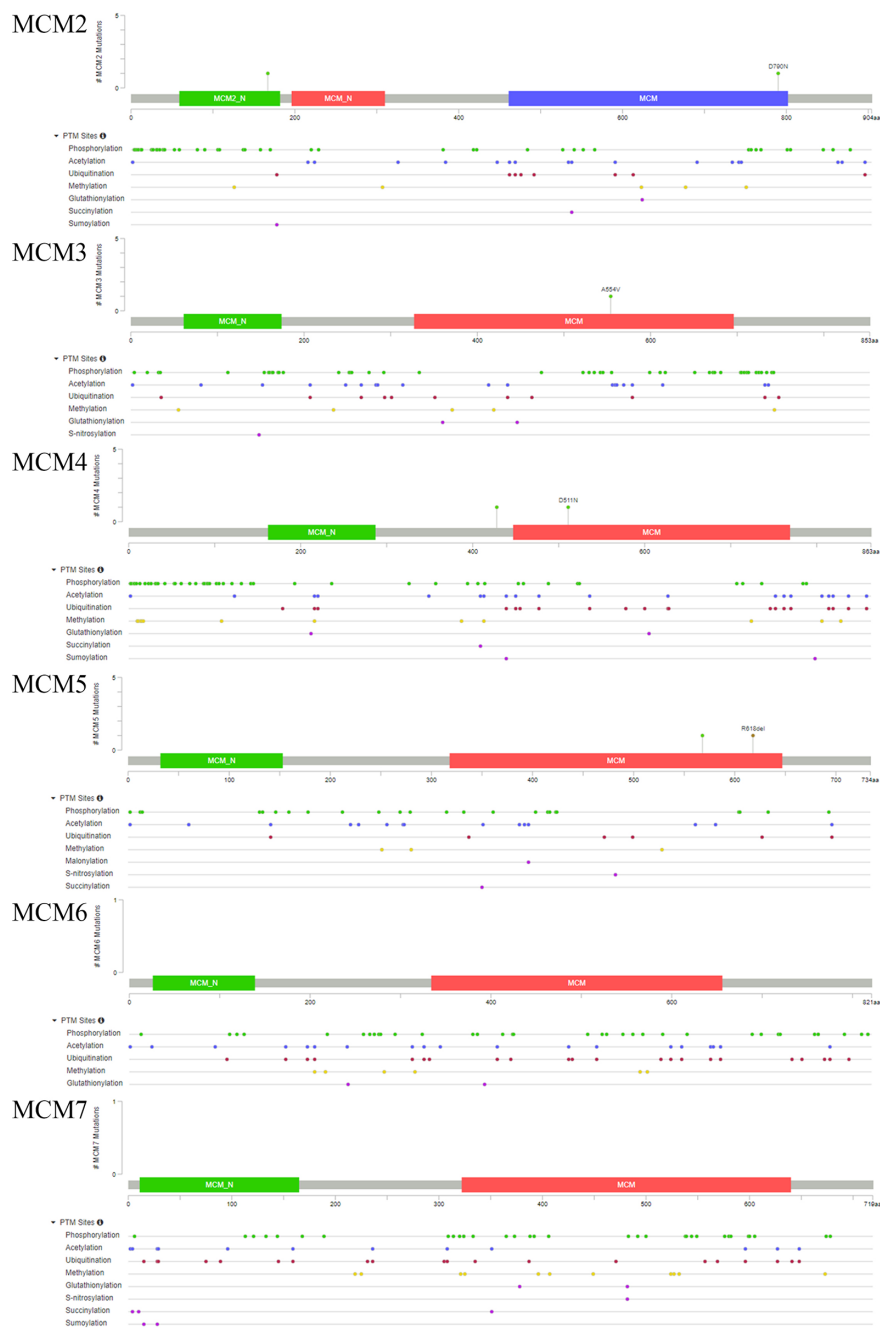 MCM2
# MCM2 Mutations
5
0
D790N
MCM2_N
MCM_N
MCM
0 200 400 600 800 904aa
PTM Sites
Phosphorylation
Acetylation
Ubiquitination
Methylation
Glutathionylation
Succinylation
Sumoylation
MCM3
# MCM3 Mutations
5
0
A554V
MCM_N
MCM
0 200 400 600 853aa
PTM Sites
Phosphorylation
Acetylation
Ubiquitination
Methylation
Glutathionylation
S-nitrosylation
MCM4
# MCM4 Mutations
5
0
D511N
MCM_N
MCM
0 200 400 600 863aa
PTM Sites
Phosphorylation
Acetylation
Ubiquitination
Methylation
Glutathionylation
Succinylation
Sumoylation
MCM5
# MCM5 Mutations
5
0
R618del
MCM_N
MCM
0 100 200 300 400 500 600 700 734aa
PTM Sites
Phosphorylation
Acetylation
Ubiquitination
Methylation
Malonylation
S-nitrosylation
Succinylation
MCM6
# MCM6 Mutations
1
0
MCM_N
MCM
0 200 400 600 821aa
PTM Sites
Phosphorylation
Acetylation
Ubiquitination
Methylation
Glutathionylation
MCM7
# MCM7 Mutations
1
0
MCM_N
MCM
0 100 200 300 400 500 600 719aa
PTM Sites
Phosphorylation
Acetylation
Ubiquitination
Methylation
Glutathionylation
S-nitrosylation
Succinylation
Sumoylation